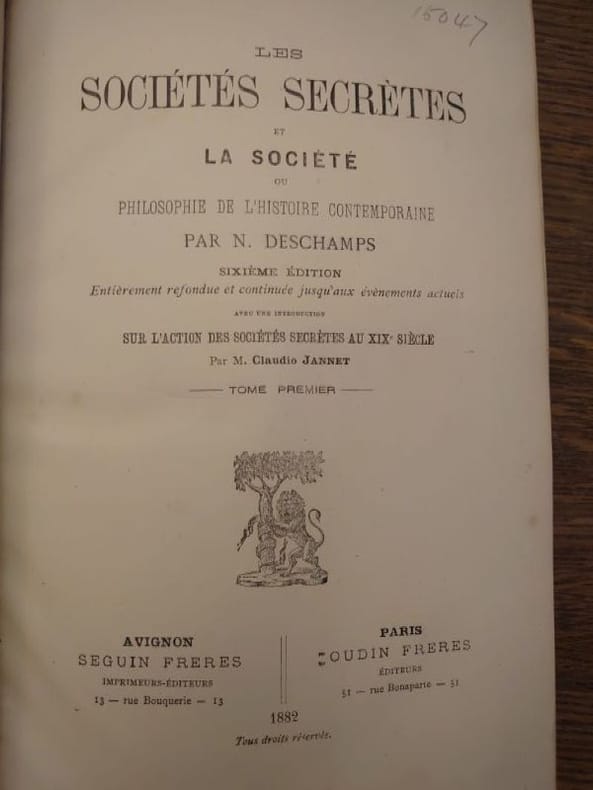 15047
LES
SOCIÉTÉS SECRÈTES
ET
LA SOCIÉTÉ
OU
PHILOSOPHIE DE L'HISTOIRE CONTEMPORAINE
PAR N. DESCHAMPS
SIXIÈME ÉDITION
Entièrement refondue et continuée jusqu'aux évènements actuels
AVEC UNE INTRODUCTION
SUR L'ACTION DES SOCIÉTÉS SECRÈTES AU XIXe SIÈCLE
Par M. Claudio JANNET
— TOME PREMIER —
AVIGNON
SEGUIN FRERES
IMPRIMEURS-ÉDITEURS
13 — rue Bouquerie — 13
PARIS
OUDIN FRERES
ÉDITEURS
51 — rue Bonaparte — 51
1882
Tous droits réservés.